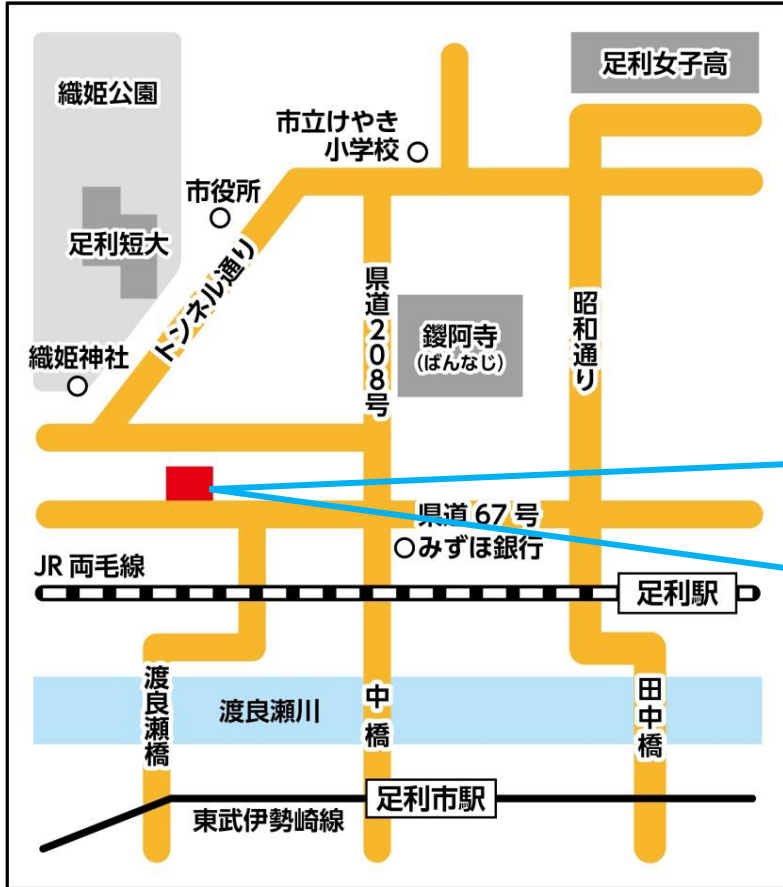 織姫公園
足利女子高
市立けやき
小学校
市役所
足利短大
トンネル通り
県道208号
昭和通り
鑁阿寺
(ばんなじ)
織姫神社
県道67号
みずほ銀行
JR両毛線
足利駅
渡良瀬橋
渡良瀬川
中橋
田中橋
足利市駅
東武伊勢崎線